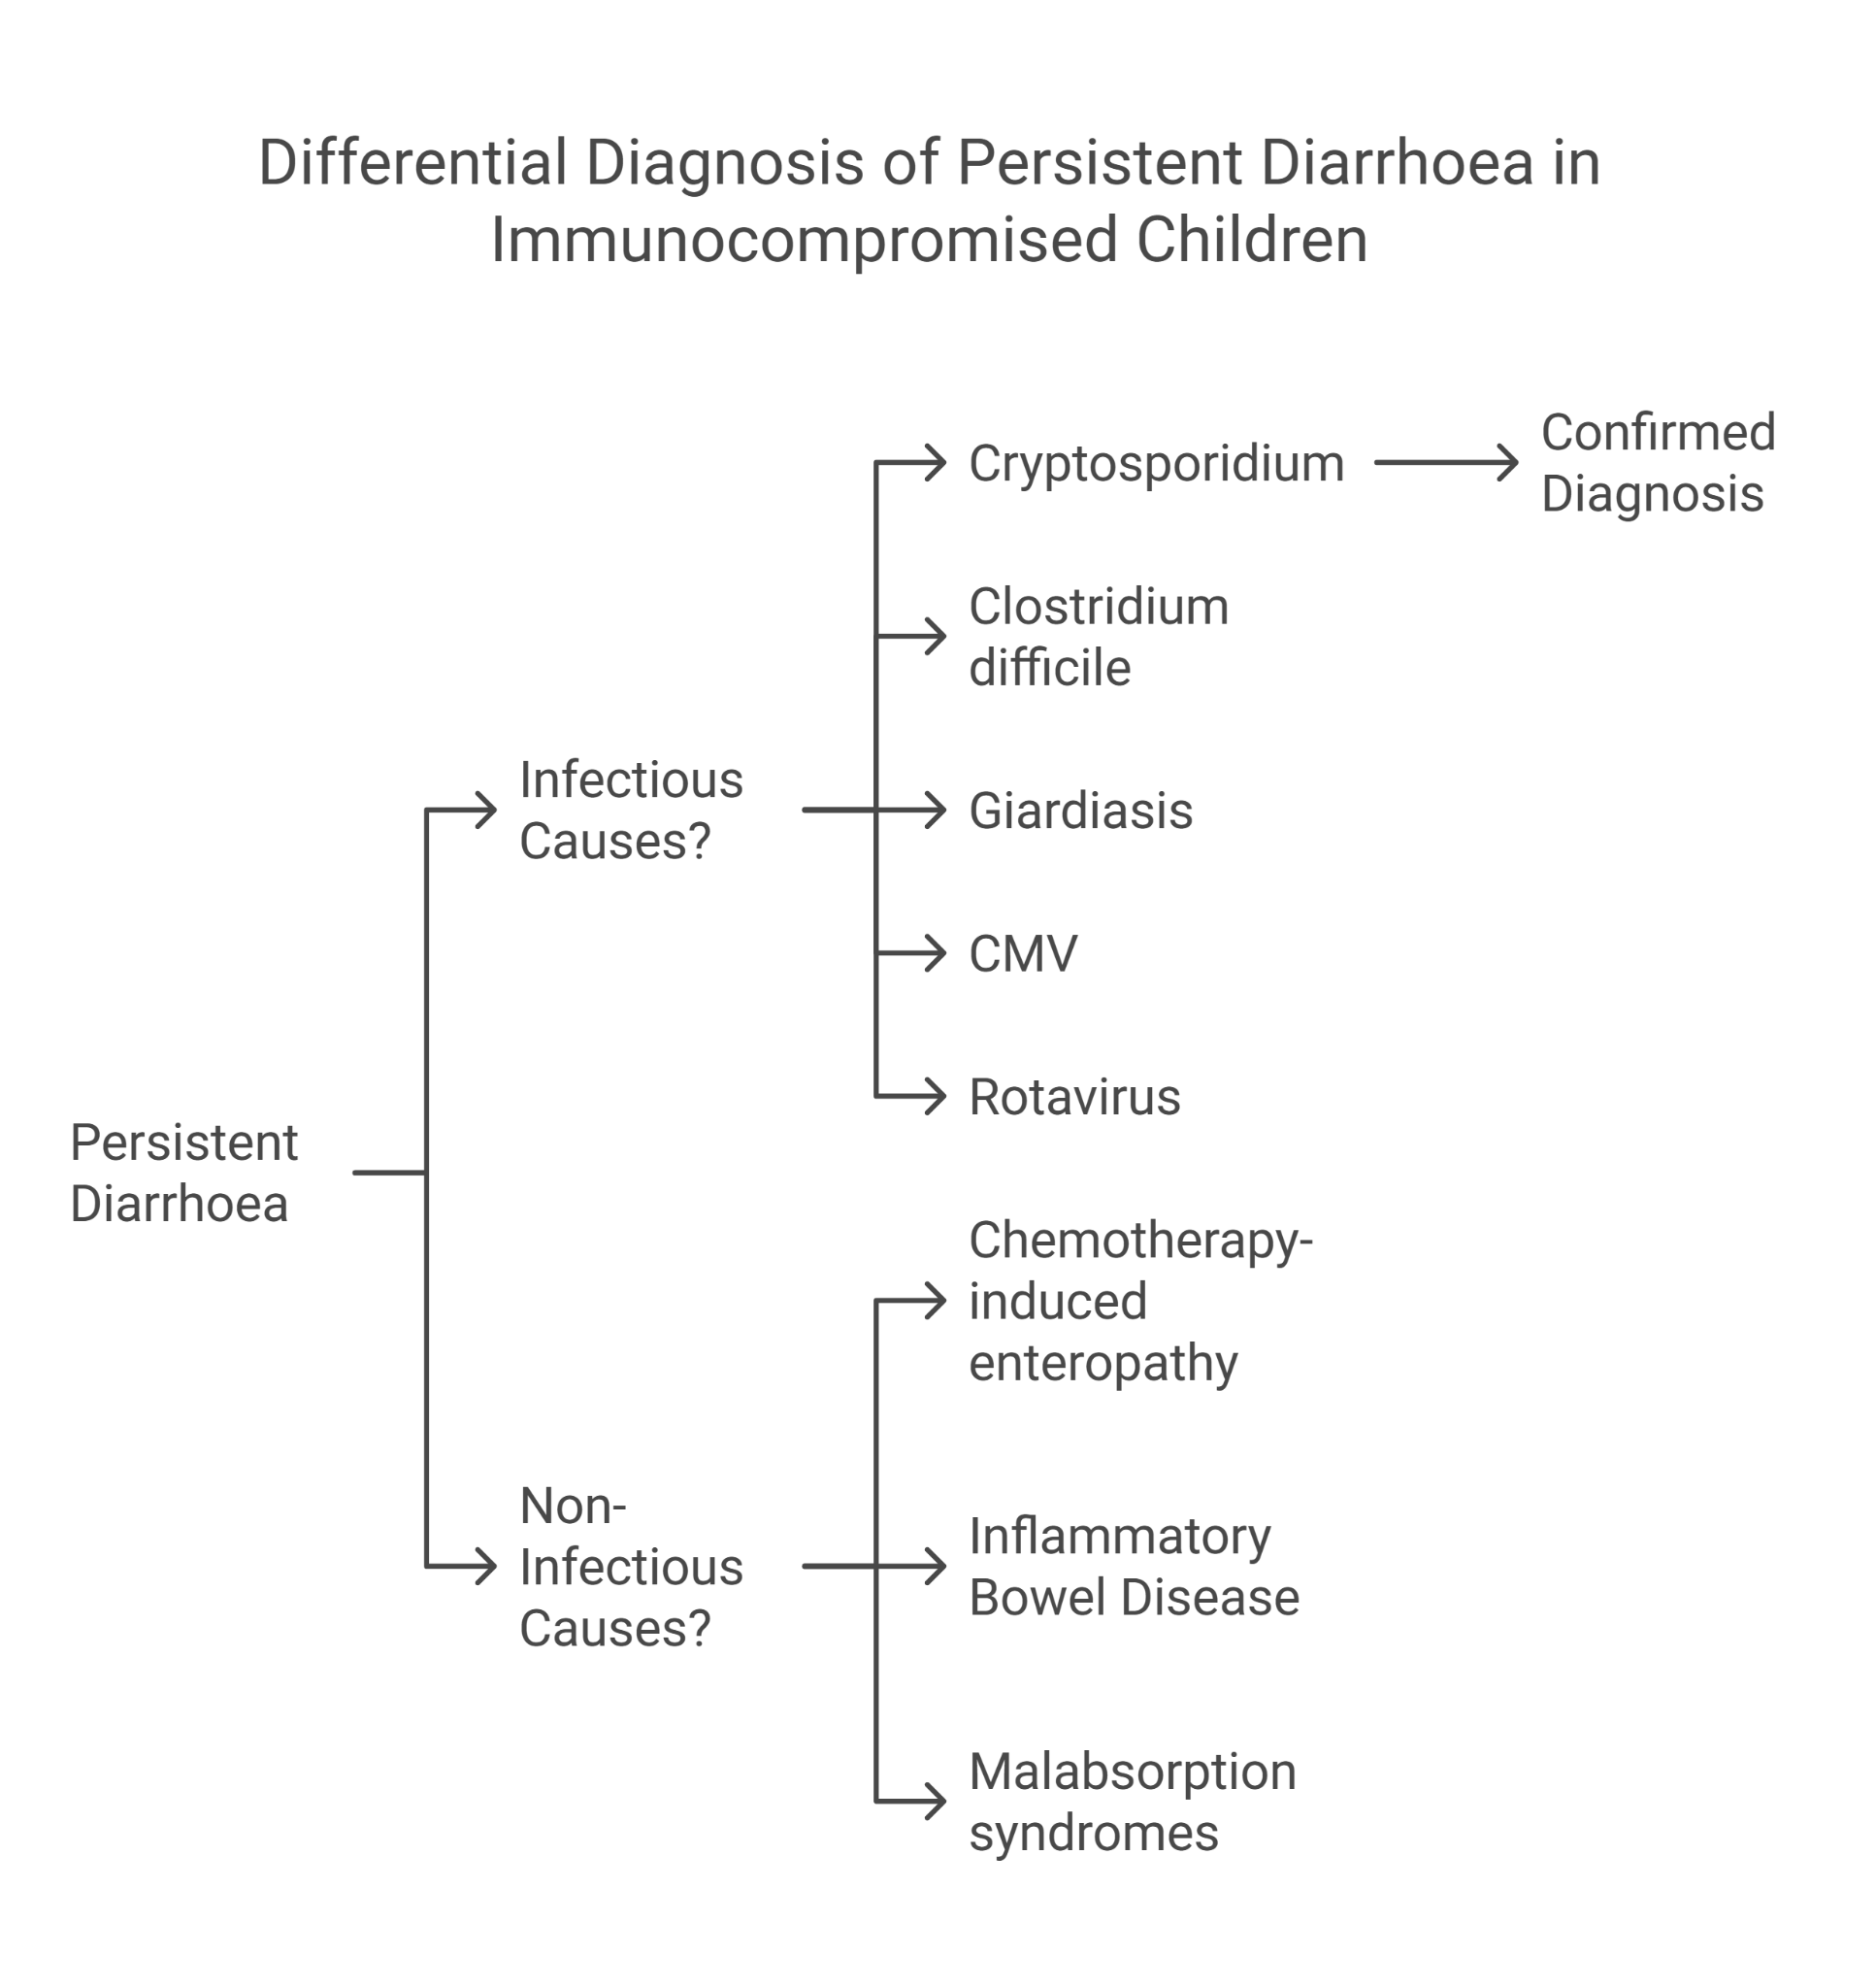 Differential Diagnosis of Persistent Diarrhoea in
Immunocompromised Children
Persistent
Diarrhoea
Infectious
Causes?
Cryptosporidium
Confirmed
Diagnosis
Clostridium
difficile
Giardiasis
CMV
Rotavirus
Non-
Infectious
Causes?
Chemotherapy-
induced
enteropathy
Inflammatory
Bowel Disease
Malabsorption
syndromes